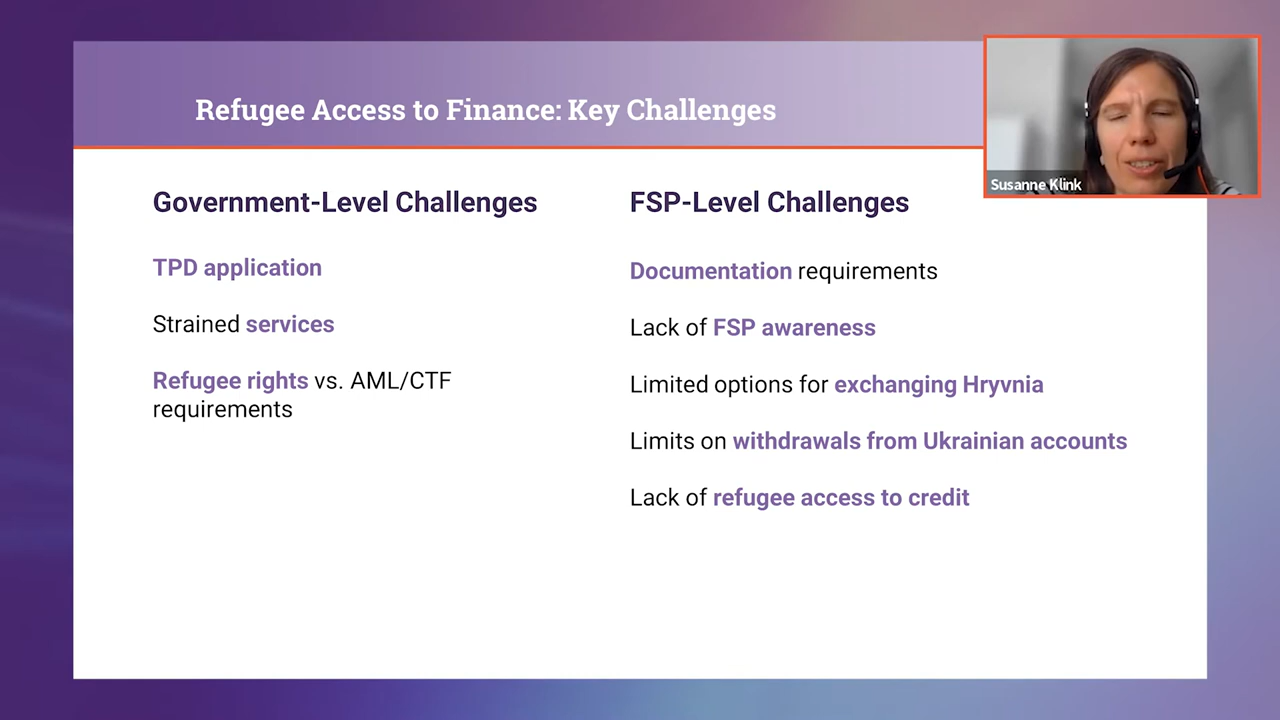 Refugee Access to Finance: Key Challenges
Susanne Klink
Government-Level Challenges
TPD application
Strained services
Refugee rights vs. AML/CTF
requirements
FSP-Level Challenges
Documentation requirements
Lack of FSP awareness
Limited options for exchanging Hryvnia
Limits on withdrawals from Ukrainian accounts
Lack of refugee access to credit